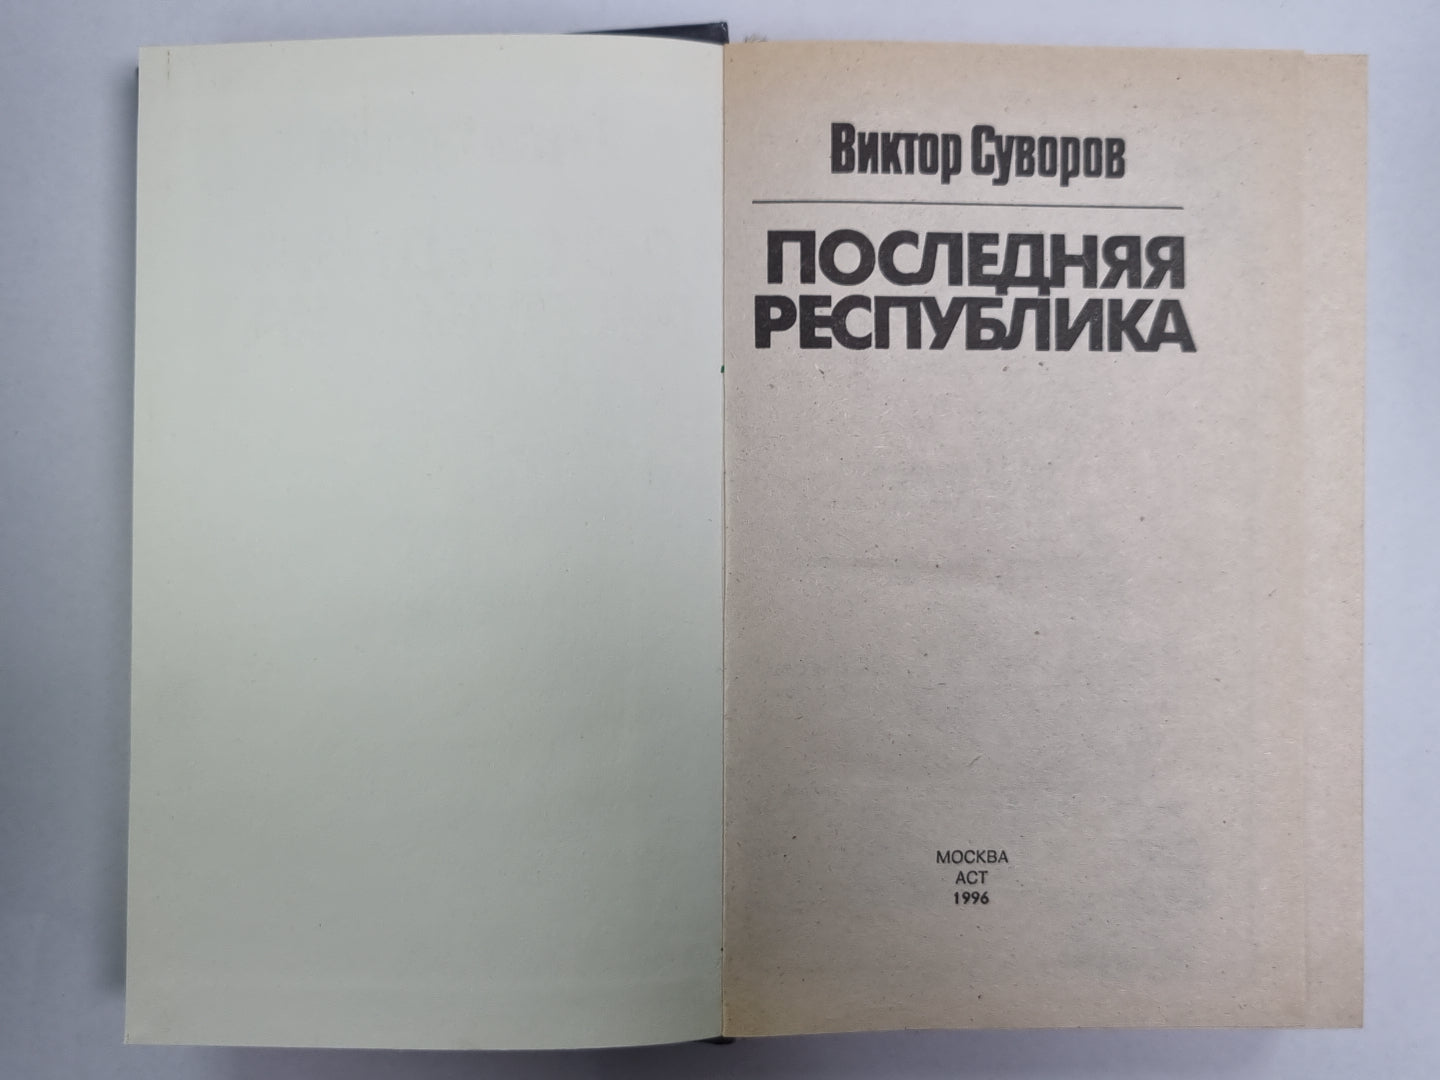 Виктор Суворов
ПОСЛЕДНЯЯ
РЕСПУБЛИКА
МОСКВА
АСТ
1996